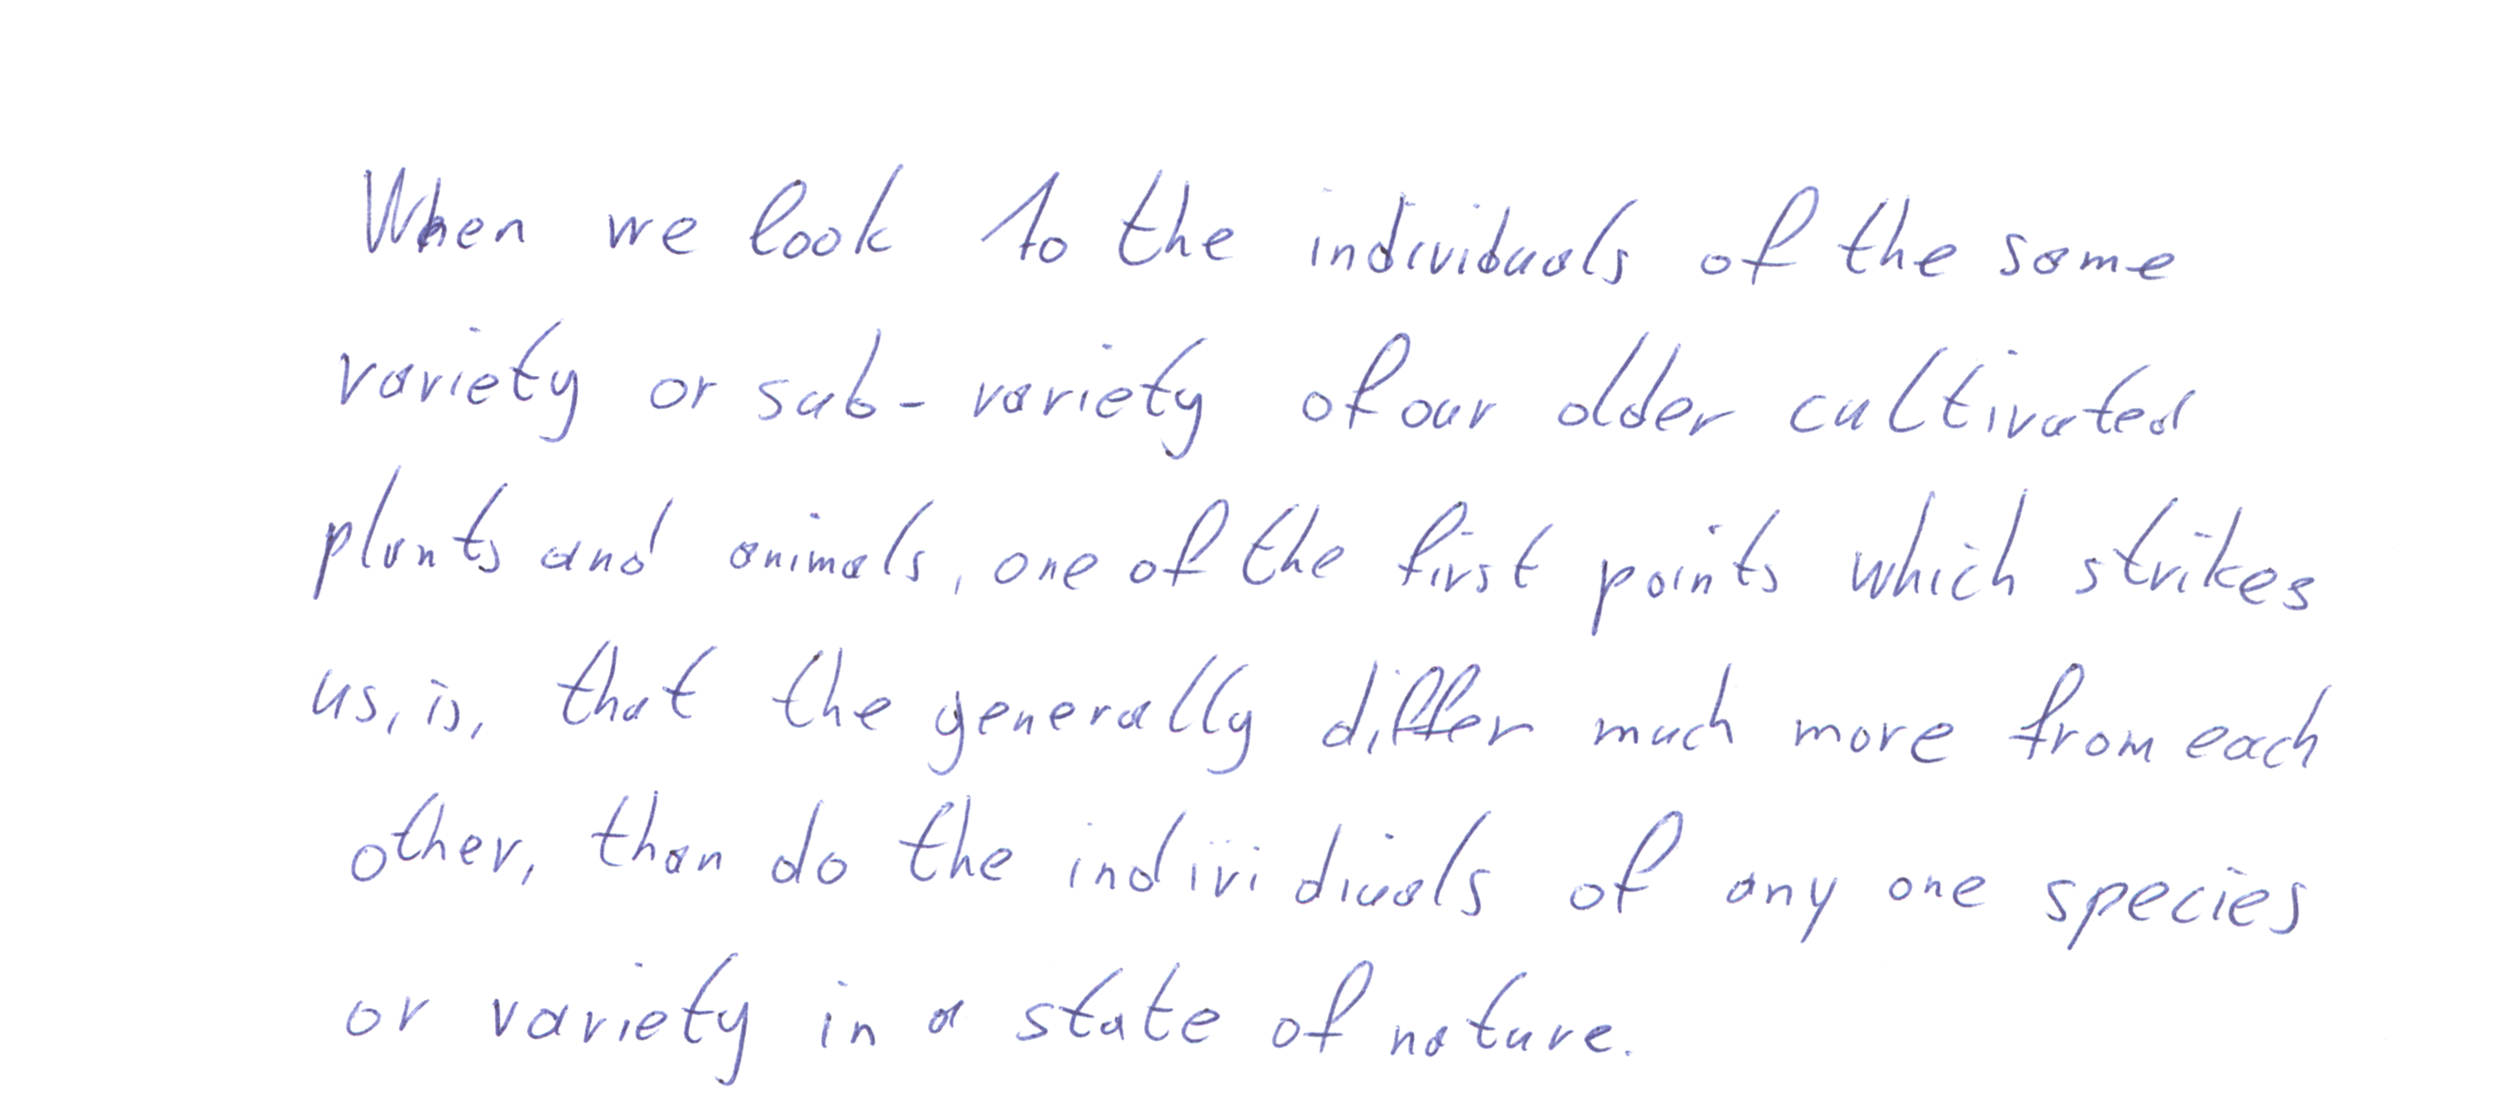 When we look to the individuals of the same
variety or sub-variety of our older cultivated
plants and animals, one of the first points which strikes
us, is, that the generally differ much more from each
other, than do the individuals of any one species
or variety in a state of nature.